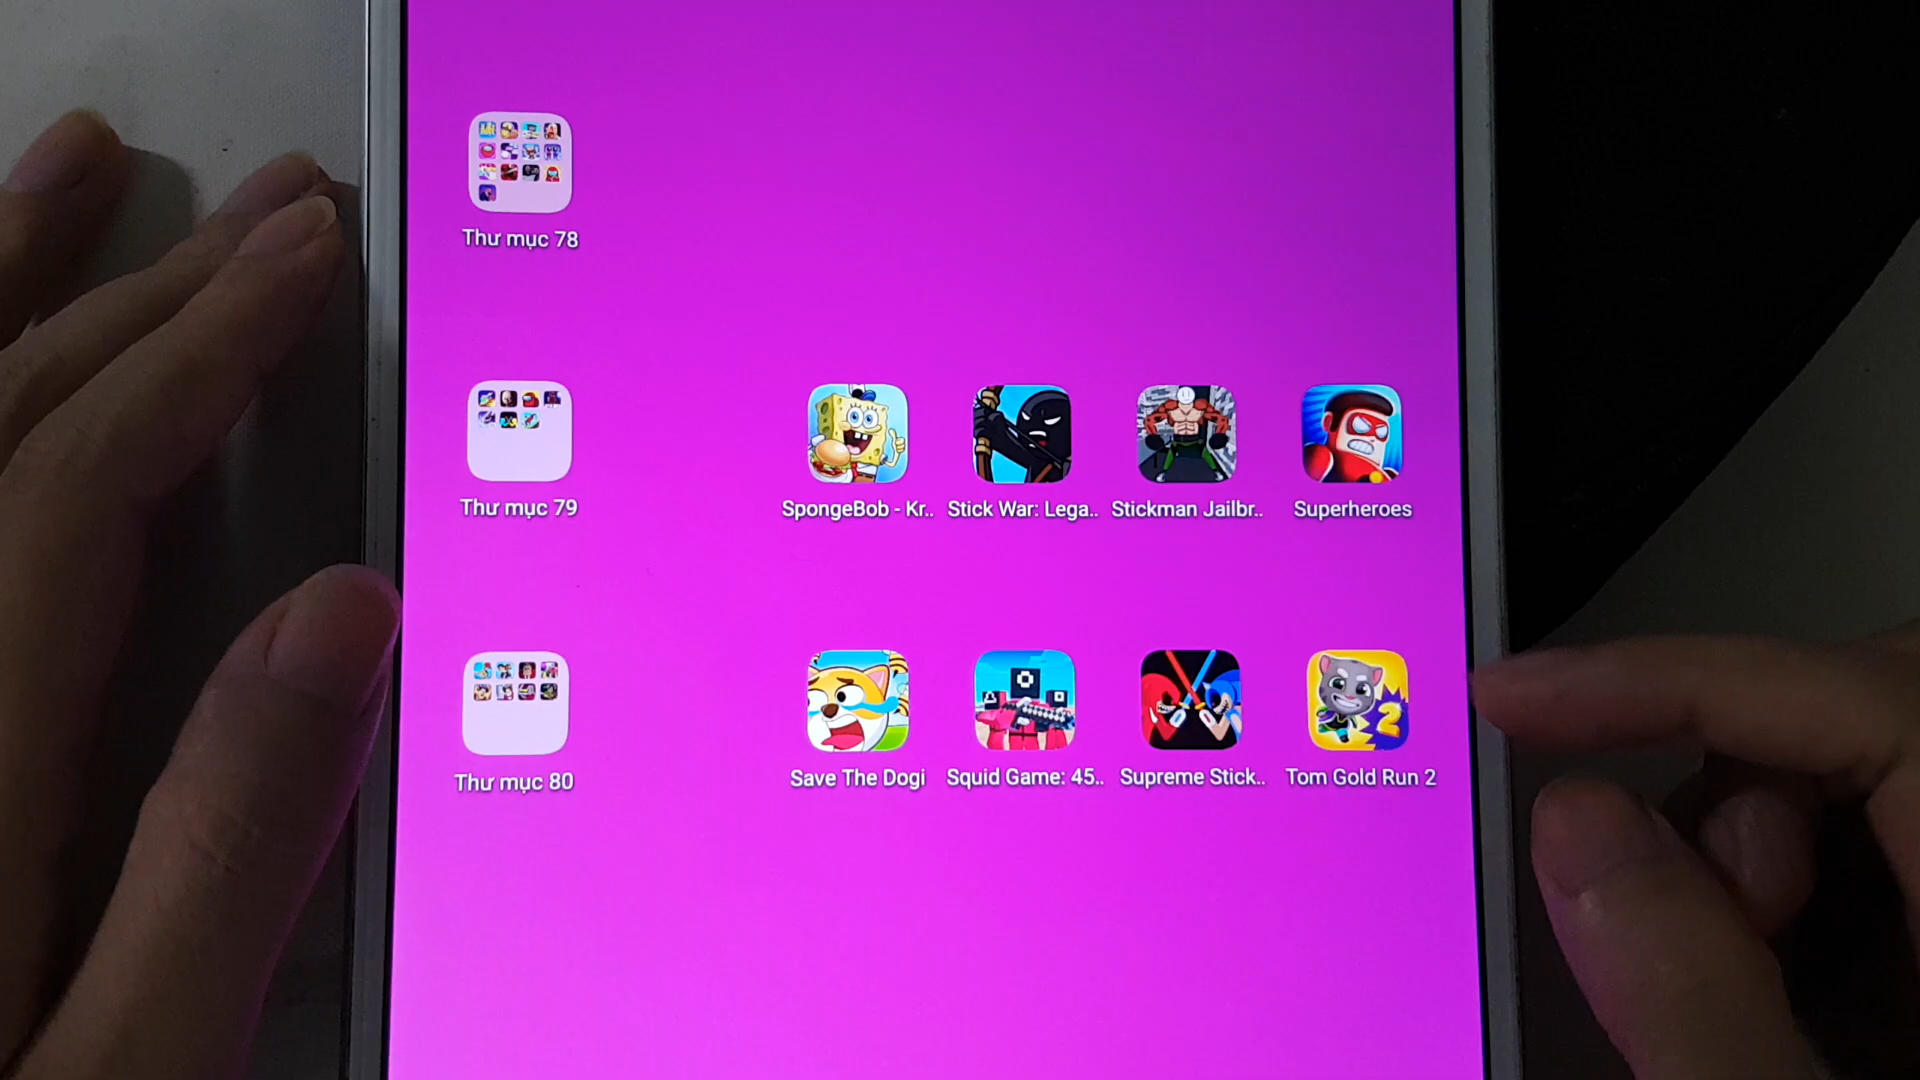 Thư mục 78
Thư mục 79
SpongeBob - Kr..
Stick War: Lega..
Stickman Jailbr..
Superheroes
Thư mục 80
Save The Dogi
Squid Game: 45..
Supreme Stick..
Tom Gold Run 2
2